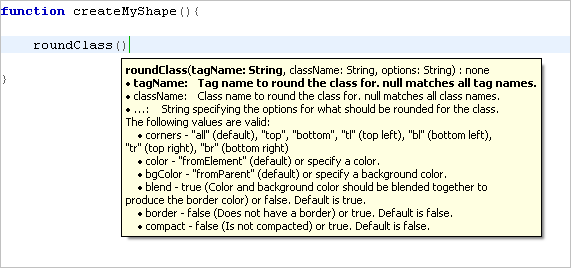 function createMyShape(){
roundClass()
roundClass(tagName: String, className: String, options: String) : none
• tagName: Tag name to round the class for. null matches all tag names.
• className: Class name to round the class for. null matches all class names.
• ...: String specifying the options for what should be rounded for the class.
The following values are valid:
• corners - "all" (default), "top", "bottom", "tl" (top left), "bl" (bottom left),
"tr" (top right), "br" (bottom right)
• color - "fromElement" (default) or specify a color.
• bgColor - "fromParent" (default) or specify a background color.
• blend - true (Color and background color should be blended together to
produce the border color) or false. Default is true.
• border - false (Does not have a border) or true. Default is false.
• compact - false (Is not compacted) or true. Default is false.
}